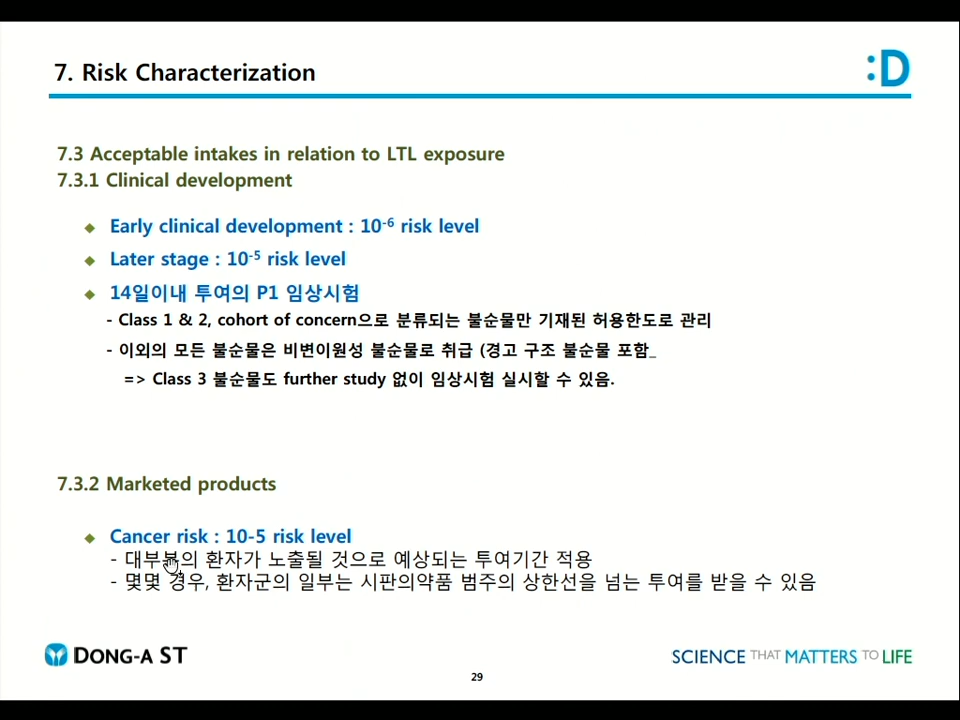 7. Risk Characterization
:D
7.3 Acceptable intakes in relation to LTL exposure
7.3.1 Clinical development
◆ Early clinical development : 10-6 risk level
◆ Later stage : 10-5 risk level
◆ 14일이내 투여의 P1 임상시험
- Class 1 & 2, cohort of concern으로 분류되는 불순물만 기재된 허용한도로 관리
- 이외의 모든 불순물은 비변이원성 불순물로 취급 (경고 구조 불순물 포함_
=> Class 3 불순물도 further study 없이 임상시험 실시할 수 있음.
7.3.2 Marketed products
◆ Cancer risk : 10-5 risk level
- 대부분의 환자가 노출될 것으로 예상되는 투여기간 적용
- 몇몇 경우, 환자군의 일부는 시판의약품 범주의 상한선을 넘는 투여를 받을 수 있음
DONG-A ST
SCIENCE THAT MATTERS TO LIFE
29